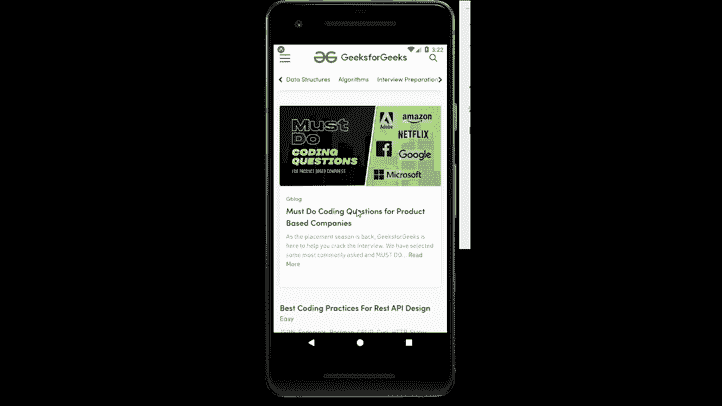 3:22
GeeksforGeeks
Data Structures Algorithms Interview Preparation
Must
Do
CODING
QUESTIONS
FOR PRODUCT BASED COMPANIES
Adobe
amazon
NETFLIX
Google
Microsoft
Gblog
Must Do Coding Questions for Product
Based Companies
As the placement season is back, GeeksforGeeks is
here to help you crack the interview. We have selected
some most commonly asked and MUST DO... Read
More
Best Coding Practices For Rest API Design
Easy